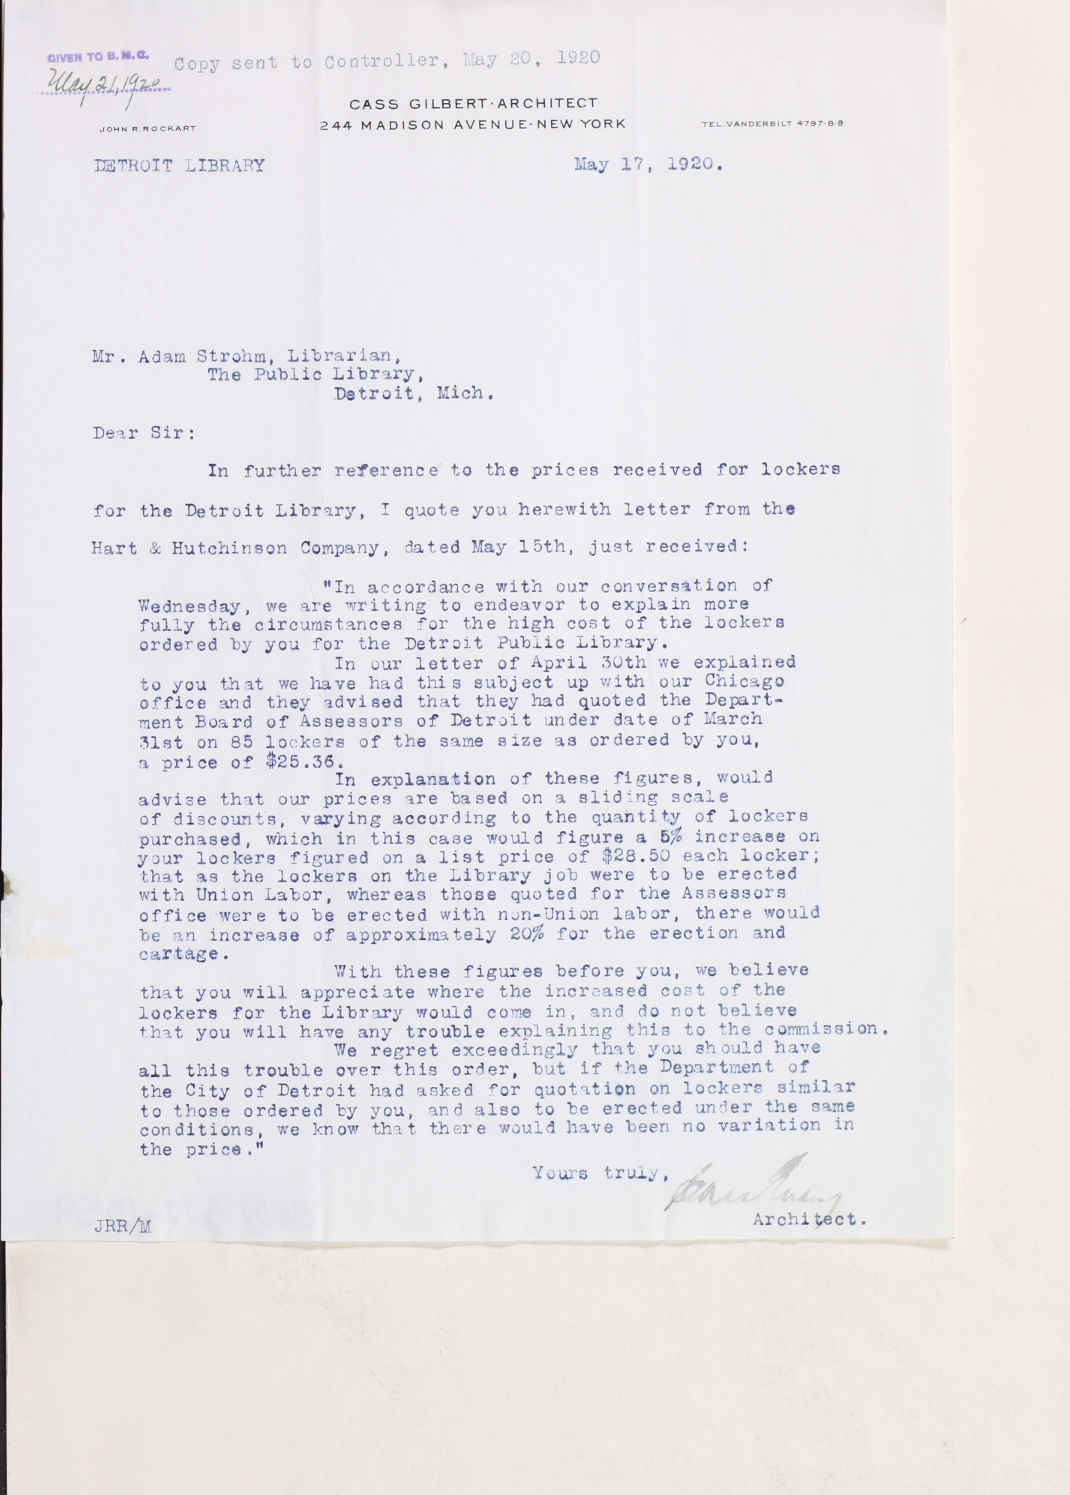 GIVEN TO B.M.C.
Copy sent to Controller, May 20, 1920
May 21, 1920
CASS GILBERT·ARCHITECT
244 MADISON AVENUE·NEW YORK
JOHN R. ROCKART
TEL. VANDERBILT 4797-8-9
DETROIT LIBRARY
May 17, 1920.
Mr. Adam Strohm, Librarian,
The Public Library,
Detroit, Mich.
Dear Sir:
In further reference to the prices received for lockers
for the Detroit Library, I quote you herewith letter from the
Hart & Hutchinson Company, dated May 15th, just received:
"In accordance with our conversation of
Wednesday, we are writing to endeavor to explain more
fully the circumstances for the high cost of the lockers
ordered by you for the Detroit Public Library.
In our letter of April 30th we explained
to you that we have had this subject up with our Chicago
office and they advised that they had quoted the Depart-
ment Board of Assessors of Detroit under date of March
31st on 85 lockers of the same size as ordered by you,
a price of $25.36.
In explanation of these figures, would
advise that our prices are based on a sliding scale
of discounts, varying according to the quantity of lockers
purchased, which in this case would figure a 5% increase on
your lockers figured on a list price of $28.50 each locker;
that as the lockers on the Library job were to be erected
with Union Labor, whereas those quoted for the Assessors
office were to be erected with non-Union labor, there would
be an increase of approximately 20% for the erection and
cartage.
With these figures before you, we believe
that you will appreciate where the increased cost of the
lockers for the Library would come in, and do not believe
that you will have any trouble explaining this to the commission.
We regret exceedingly that you should have
all this trouble over this order, but if the Department of
the City of Detroit had asked for quotation on lockers similar
to those ordered by you, and also to be erected under the same
conditions, we know that there would have been no variation in
the price."
Yours truly,
Architect.
JRR/M